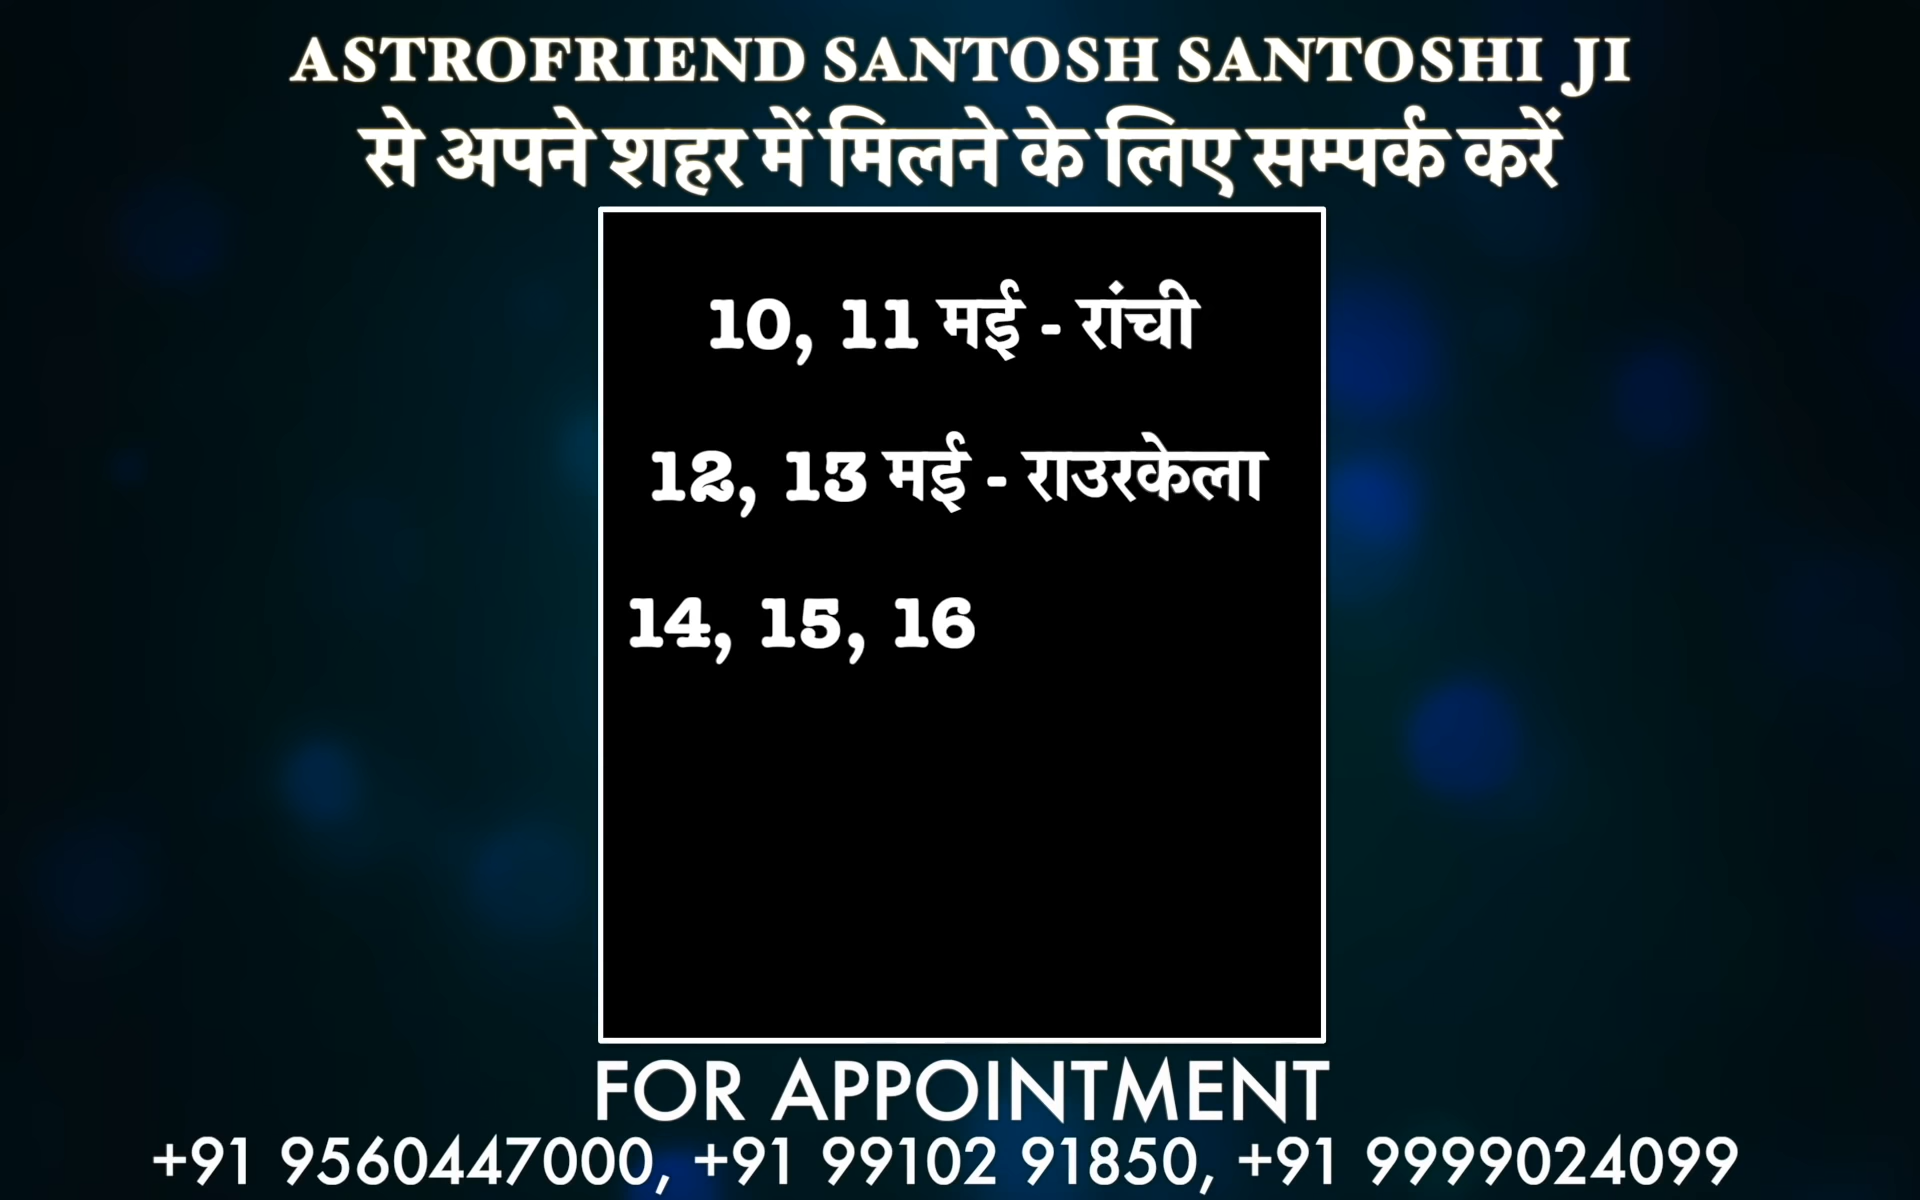 ASTROFRIEND SANTOSH SANTOSHI JI
से अपने शहर में मिलने के लिए सम्पर्क करें
10, 11 मई - रांची
12, 13 मई - राउरकेला
14, 15, 16
FOR APPOINTMENT
+91 9560447000, +91 99102 91850, +91 9999024099